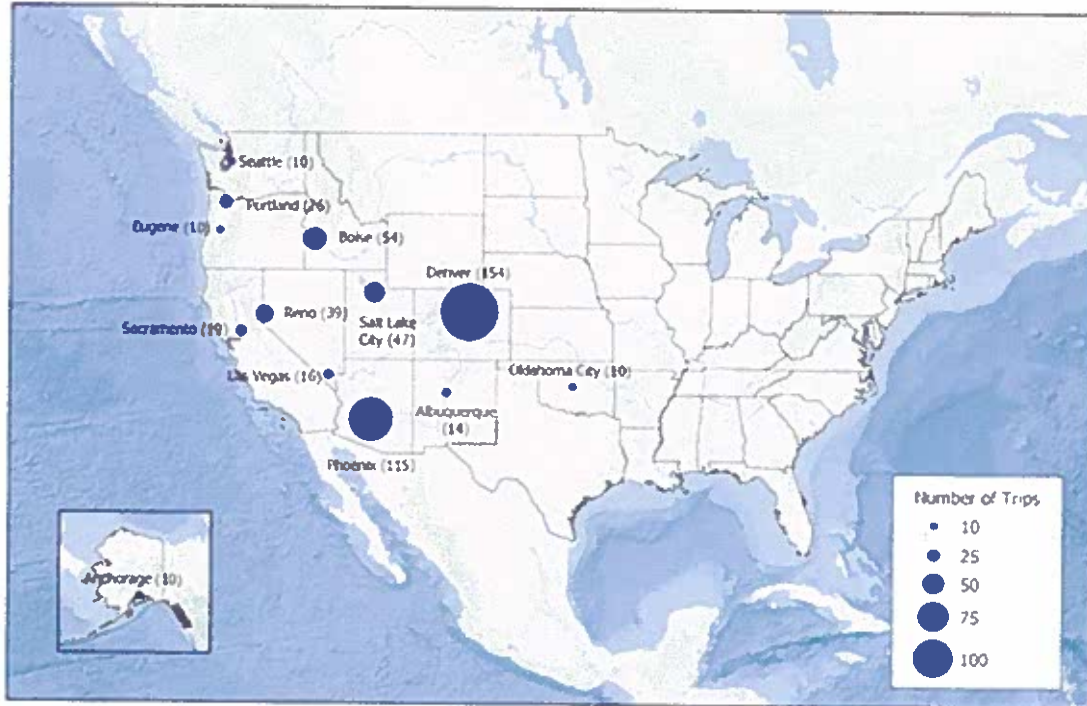 Seattle (10)
Portland (26)
Eugene (10)
Boise (54)
Denver (154)
Reno (39)
Salt Lake
City (47)
Sacramento (19)
Las Vegas (16)
Oklahoma City (10)
Albuquerque
(14)
Phoenix (115)
Anchorage (10)
Number of Trips
10
25
50
75
100